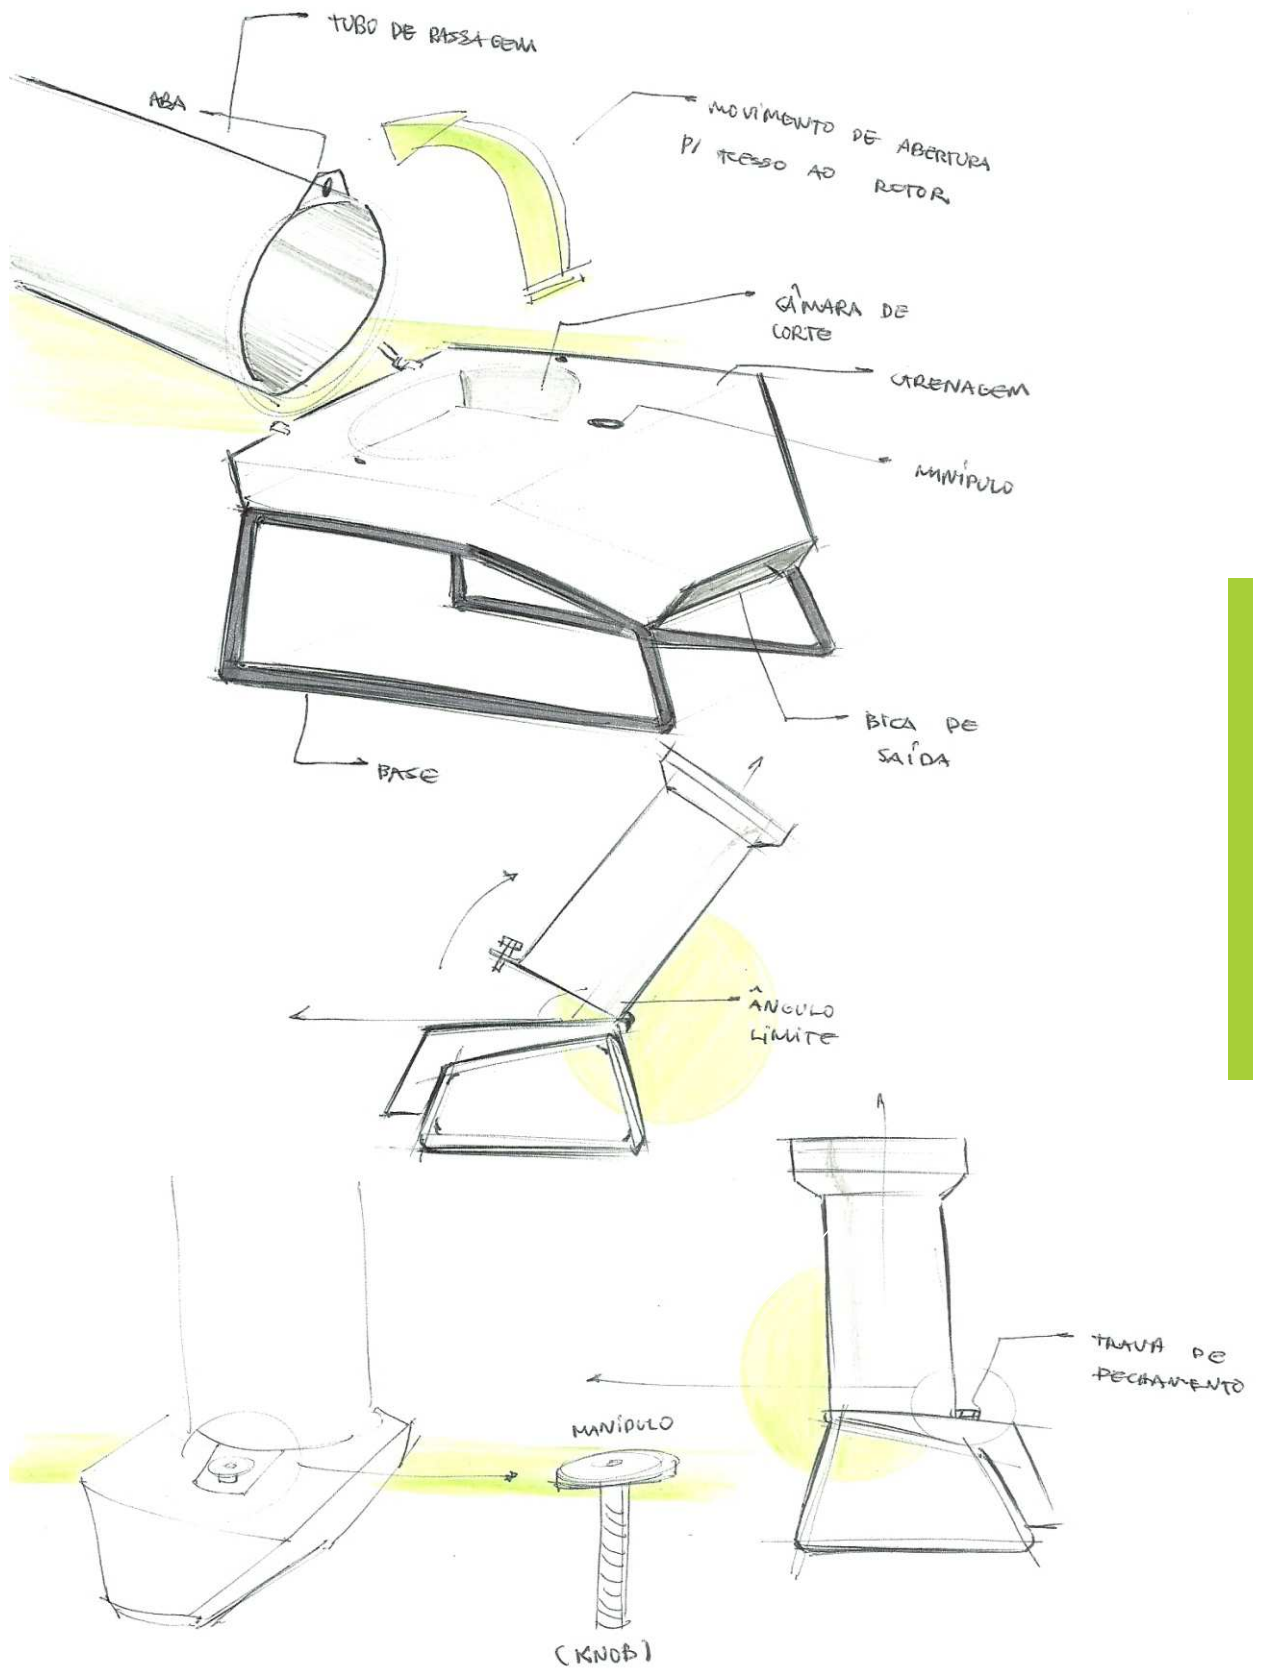 TUBO DE PASSAGEM
ABA
MOVIMENTO DE ABERTURA
P/ ACESSO AO ROTOR
CÂMARA DE
CORTE
CARENAGEM
MANÍPULO
BICA DE
SAÍDA
BASE
ÂNGULO
LIMITE
TRAVA DE
FECHAMENTO
MANÍPULO
(KNOB)